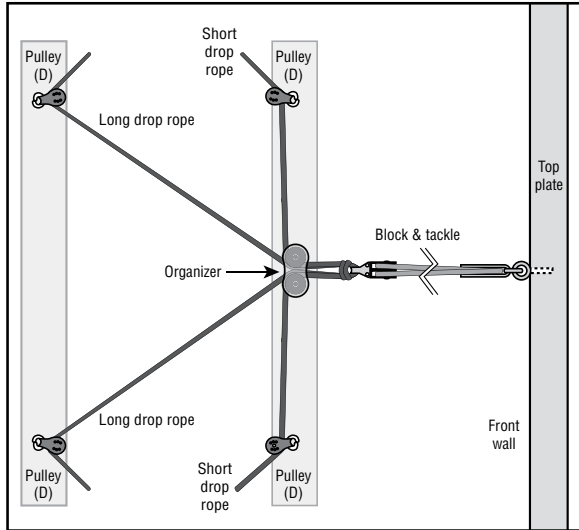 Pulley
(D)
Short
drop
rope
Pulley
(D)
Long drop rope
Top
plate
Block & tackle
Organizer
Long drop rope
Front
wall
Pulley
(D)
Short
drop
rope
Pulley
(D)